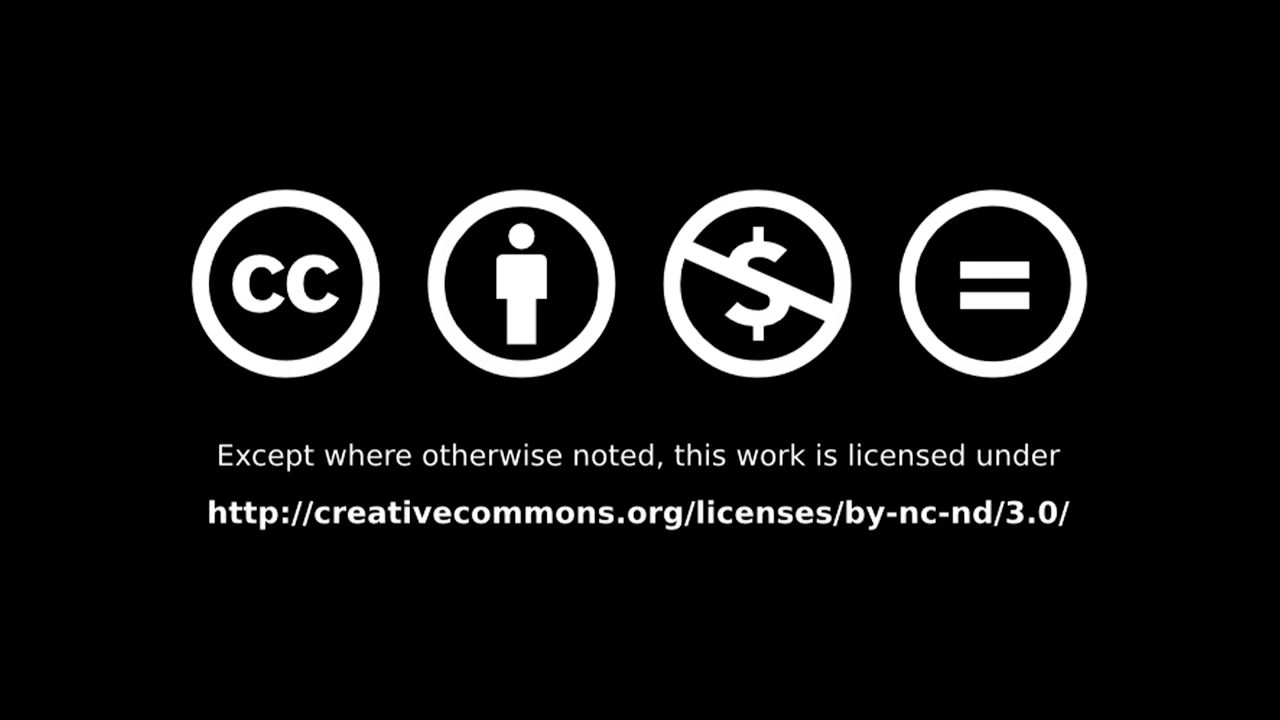 cc $ =
Except where otherwise noted, this work is licensed under
http://creativecommons.org/licenses/by-nc-nd/3.0/